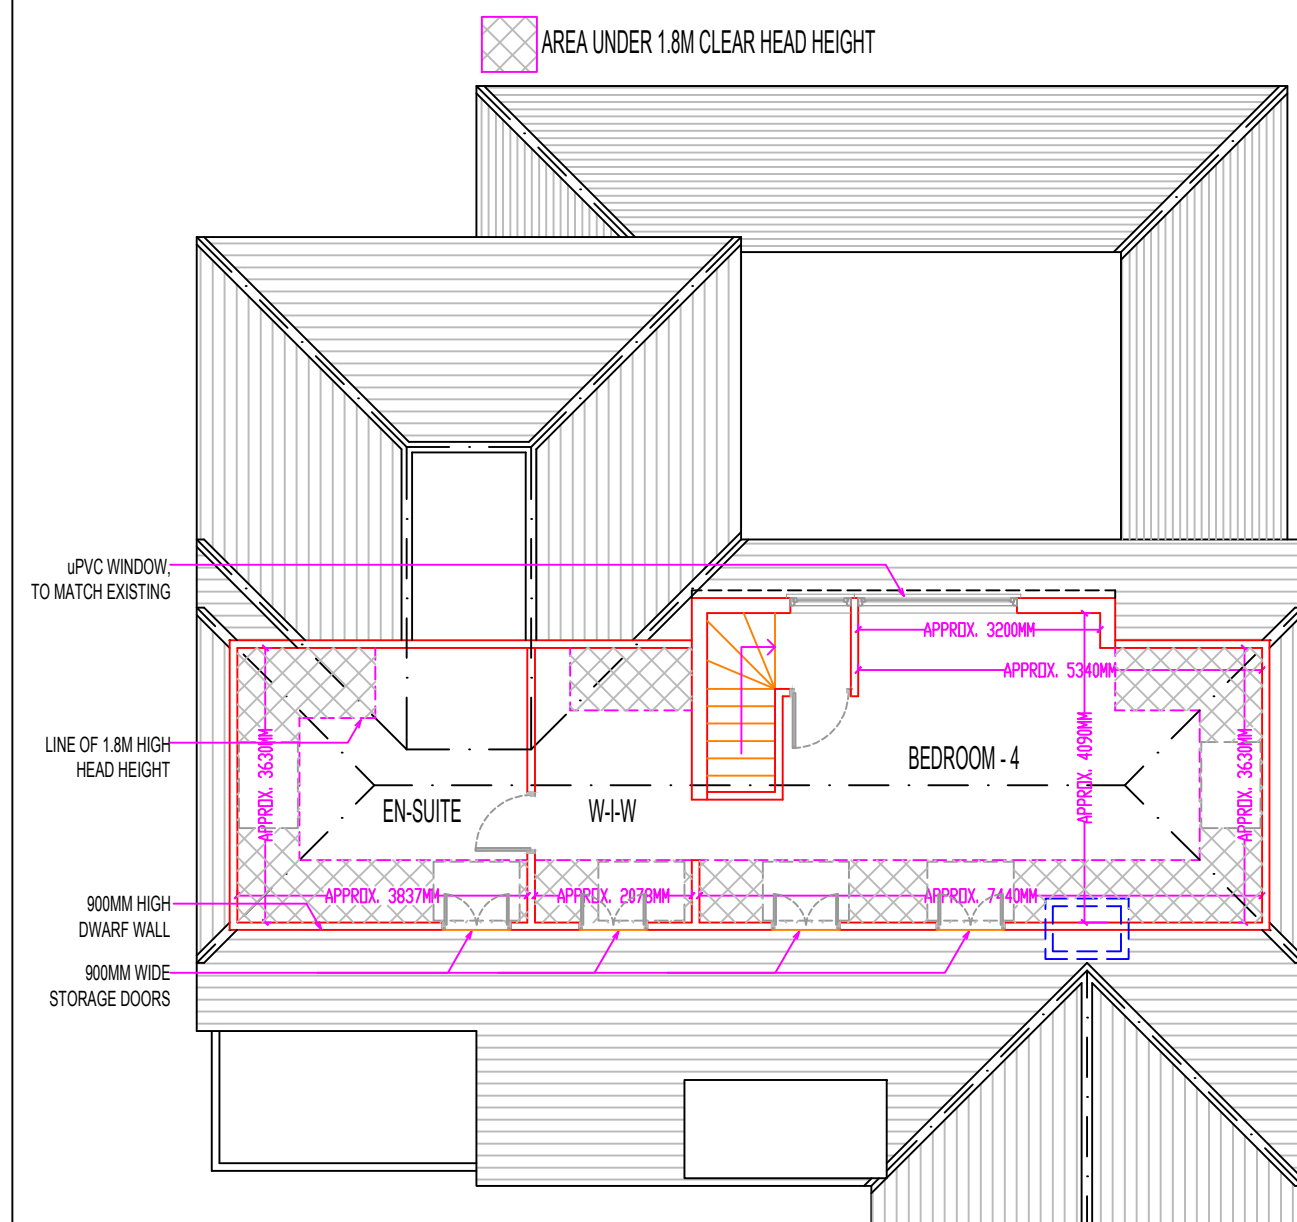 AREA UNDER 1.8M CLEAR HEAD HEIGHT
uPVC WINDOW,
TO MATCH EXISTING
APPROX. 3200MM
APPROX. 5340MM
LINE OF 1.8M HIGH
HEAD HEIGHT
APPROX. 3630MM
EN-SUITE
W-I-W
BEDROOM - 4
APPROX. 4090MM
APPROX. 3630MM
APPROX. 3837MM
APPROX. 2078MM
APPROX. 7440MM
900MM HIGH
DWARF WALL
900MM WIDE
STORAGE DOORS